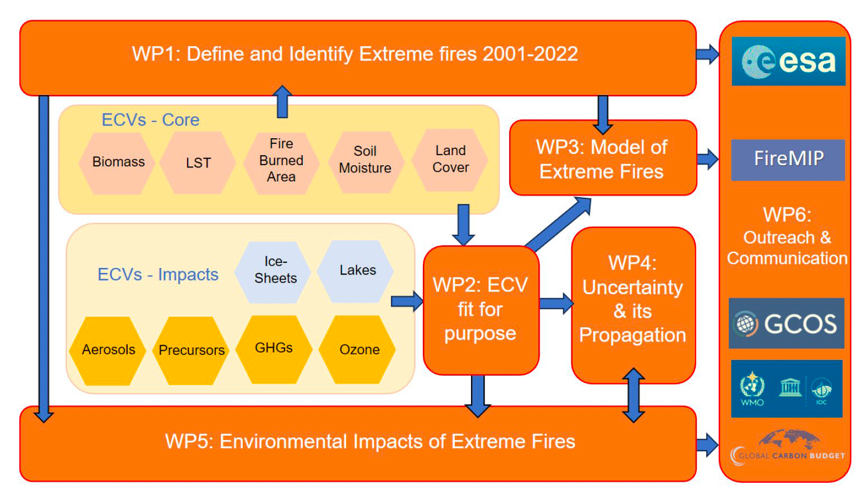 WP1: Define and Identify Extreme fires 2001-2022
esa
ECVs - Core
Biomass
LST
Fire
Burned
Area
Soil
Moisture
Land
Cover
WP3: Model of
Extreme Fires
FireMIP
WP6:
Outreach &
Communication
ECVs - Impacts
Ice-
Sheets
Lakes
Aerosols
Precursors
GHGs
Ozone
WP2: ECV
fit for
purpose
WP4:
Uncertainty
& its
Propagation
GCOS
WMO
IOC
WP5: Environmental Impacts of Extreme Fires
GLOBAL CARBON BUDGET